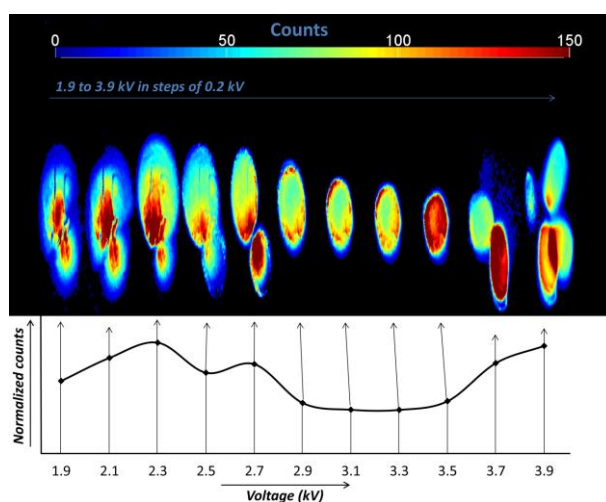 Counts
0 50 100 150
1.9 to 3.9 kV in steps of 0.2 kV
Normalized counts
1.9 2.1 2.3 2.5 2.7 2.9 3.1 3.3 3.5 3.7 3.9
Voltage (kV)